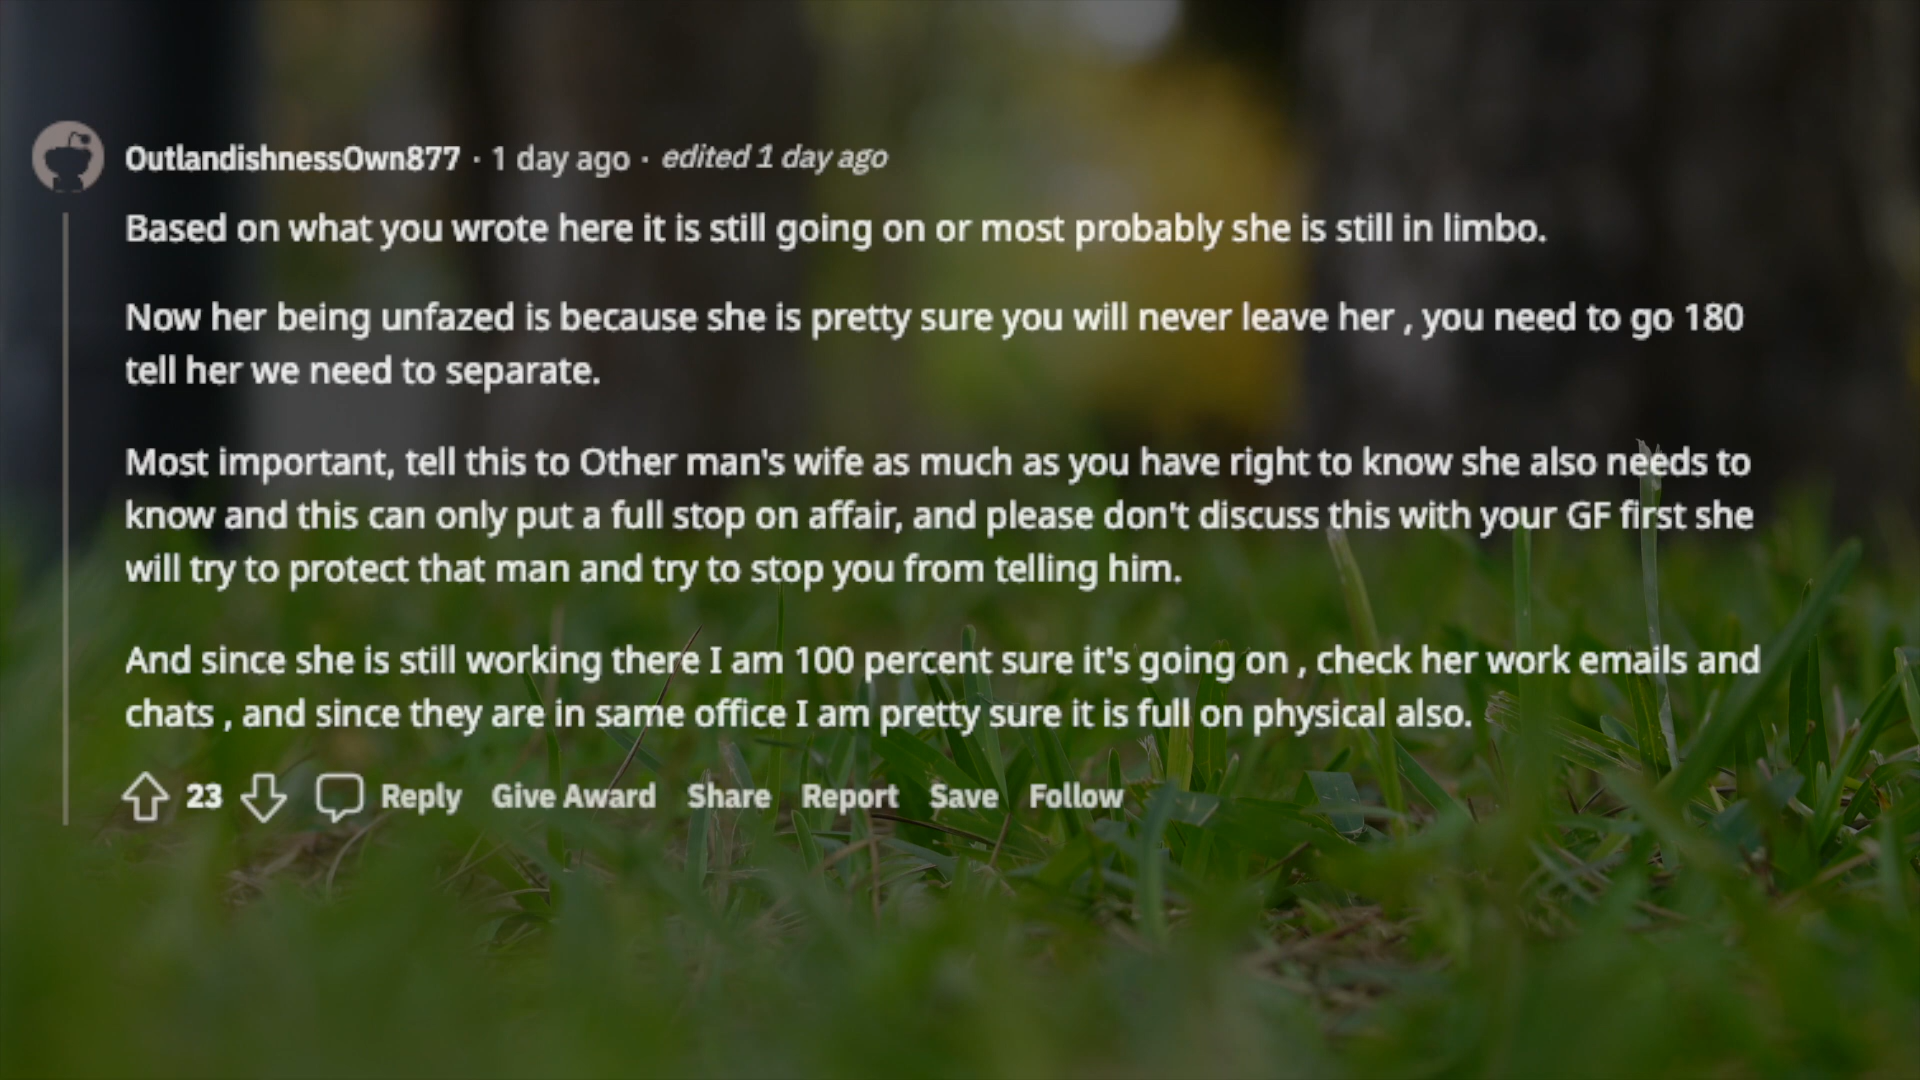 OutlandishnessOwn877 · 1 day ago · edited 1 day ago
Based on what you wrote here it is still going on or most probably she is still in limbo.
Now her being unfazed is because she is pretty sure you will never leave her , you need to go 180
tell her we need to separate.
Most important, tell this to Other man's wife as much as you have right to know she also needs to
know and this can only put a full stop on affair, and please don't discuss this with your GF first she
will try to protect that man and try to stop you from telling him.
And since she is still working there I am 100 percent sure it's going on , check her work emails and
chats , and since they are in same office I am pretty sure it is full on physical also.
23 Reply Give Award Share Report Save Follow